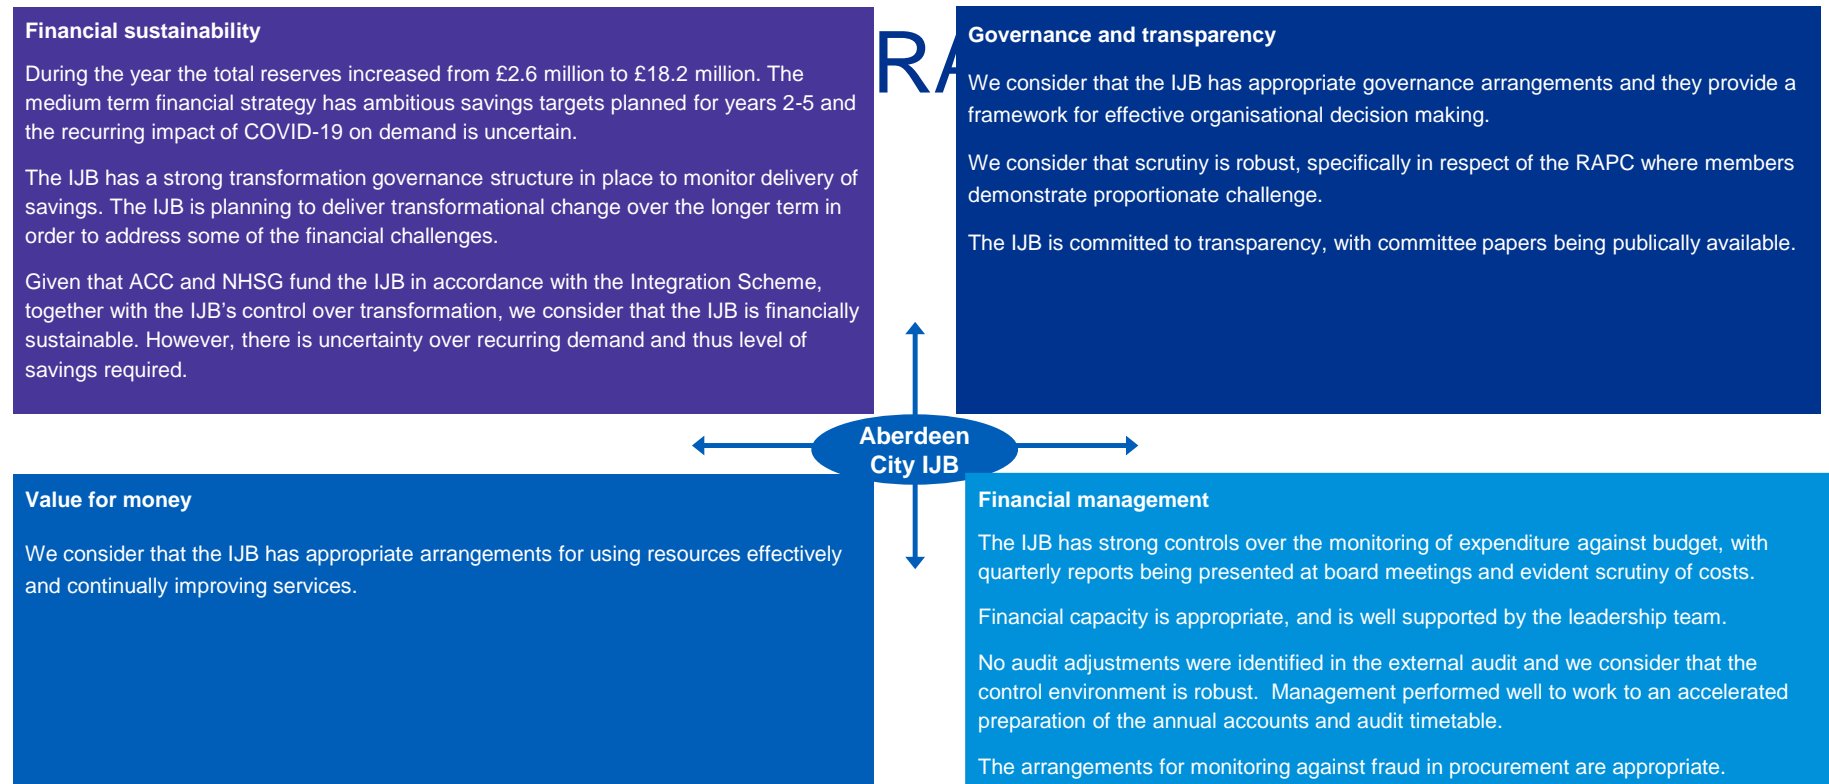 Financial sustainability
During the year the total reserves increased from £2.6 million to £18.2 million. The
medium term financial strategy has ambitious savings targets planned for years 2-5 and
the recurring impact of COVID-19 on demand is uncertain.
The IJB has a strong transformation governance structure in place to monitor delivery of
savings. The IJB is planning to deliver transformational change over the longer term in
order to address some of the financial challenges.
Given that ACC and NHSG fund the IJB in accordance with the Integration Scheme,
together with the IJB's control over transformation, we consider that the IJB is financially
sustainable. However, there is uncertainty over recurring demand and thus level of
savings required.
Governance and transparency
We consider that the IJB has appropriate governance arrangements and they provide a
framework for effective organisational decision making.
We consider that scrutiny is robust, specifically in respect of the RAPC where members
demonstrate proportionate challenge.
The IJB is committed to transparency, with committee papers being publically available.
Aberdeen
City IJB
Value for money
We consider that the IJB has appropriate arrangements for using resources effectively
and continually improving services.
Financial management
The IJB has strong controls over the monitoring of expenditure against budget, with
quarterly reports being presented at board meetings and evident scrutiny of costs.
Financial capacity is appropriate, and is well supported by the leadership team.
No audit adjustments were identified in the external audit and we consider that the
control environment is robust.  Management performed well to work to an accelerated
preparation of the annual accounts and audit timetable.
The arrangements for monitoring against fraud in procurement are appropriate.